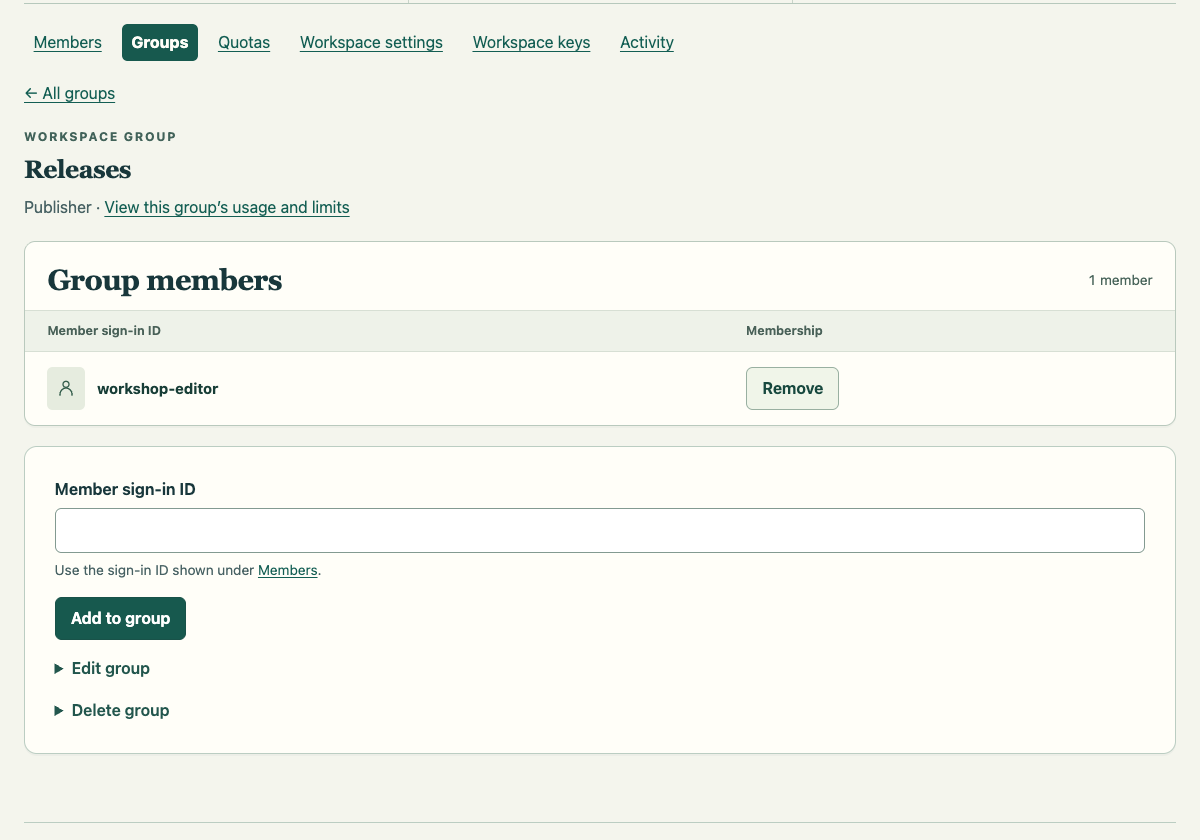 Members Groups Quotas Workspace settings Workspace keys Activity
← All groups
WORKSPACE GROUP
Releases
Publisher · View this group’s usage and limits
Group members 1 member
Member sign-in ID Membership
workshop-editor Remove
Member sign-in ID
Use the sign-in ID shown under Members.
Add to group
Edit group
Delete group